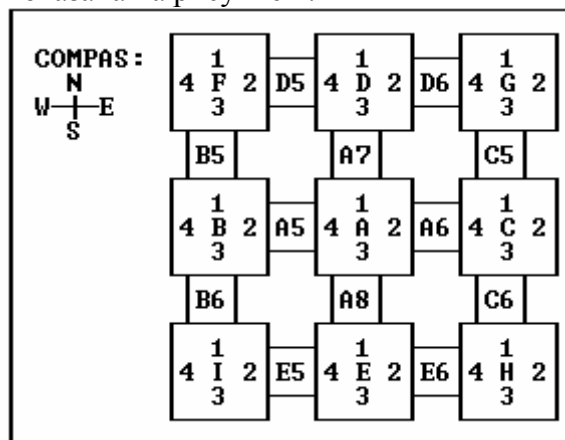 COMPAS:
N
W E
S
1 1 1
4 F 2 D5 4 D 2 D6 4 G 2
3 3 3
B5 A7 C5
1 1 1
4 B 2 A5 4 A 2 A6 4 C 2
3 3 3
B6 A8 C6
1 1 1
4 I 2 E5 4 E 2 E6 4 H 2
3 3 3